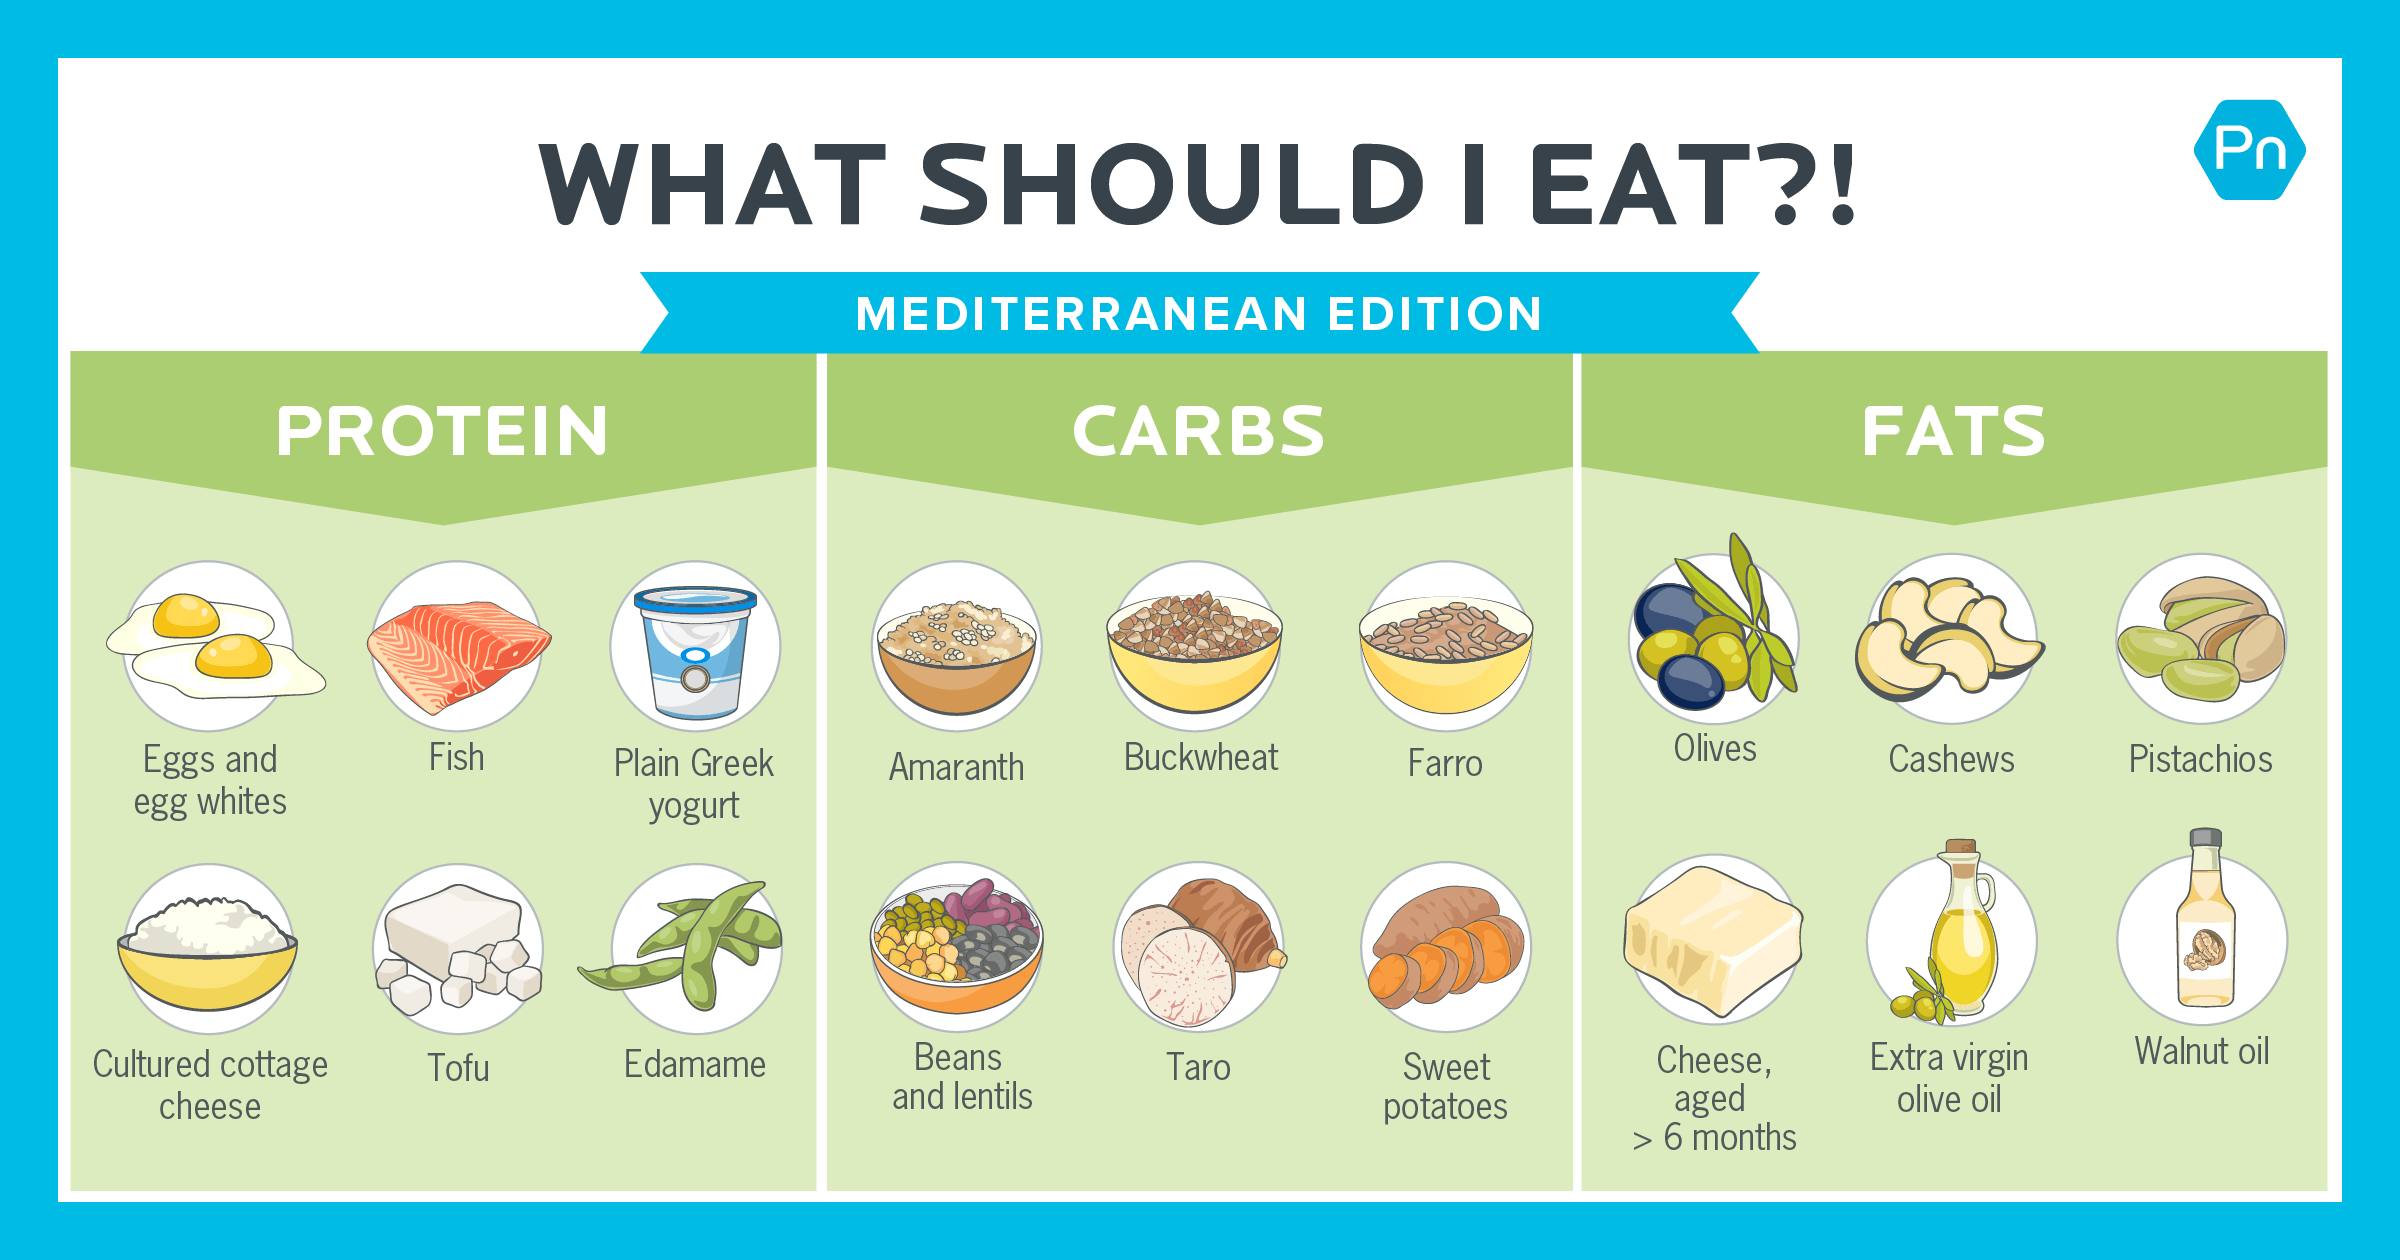 WHAT SHOULD I EAT?!
Pn
MEDITERRANEAN EDITION
PROTEIN
Eggs and
egg whites
Fish
Plain Greek
yogurt
Cultured cottage
cheese
Tofu
Edamame
CARBS
Amaranth
Buckwheat
Farro
Beans
and lentils
Taro
Sweet
potatoes
FATS
Olives
Cashews
Pistachios
Cheese,
aged
> 6 months
Extra virgin
olive oil
Walnut oil